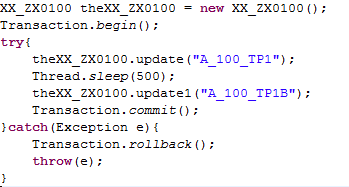 XX_ZX0100 theXX_ZX0100 = new XX_ZX0100();
Transaction.begin();
try{
theXX_ZX0100.update("A_100_TP1");
Thread.sleep(500);
theXX_ZX0100.update1("A_100_TP1B");
Transaction.commit();
}catch(Exception e){
Transaction.rollback();
throw(e);
}